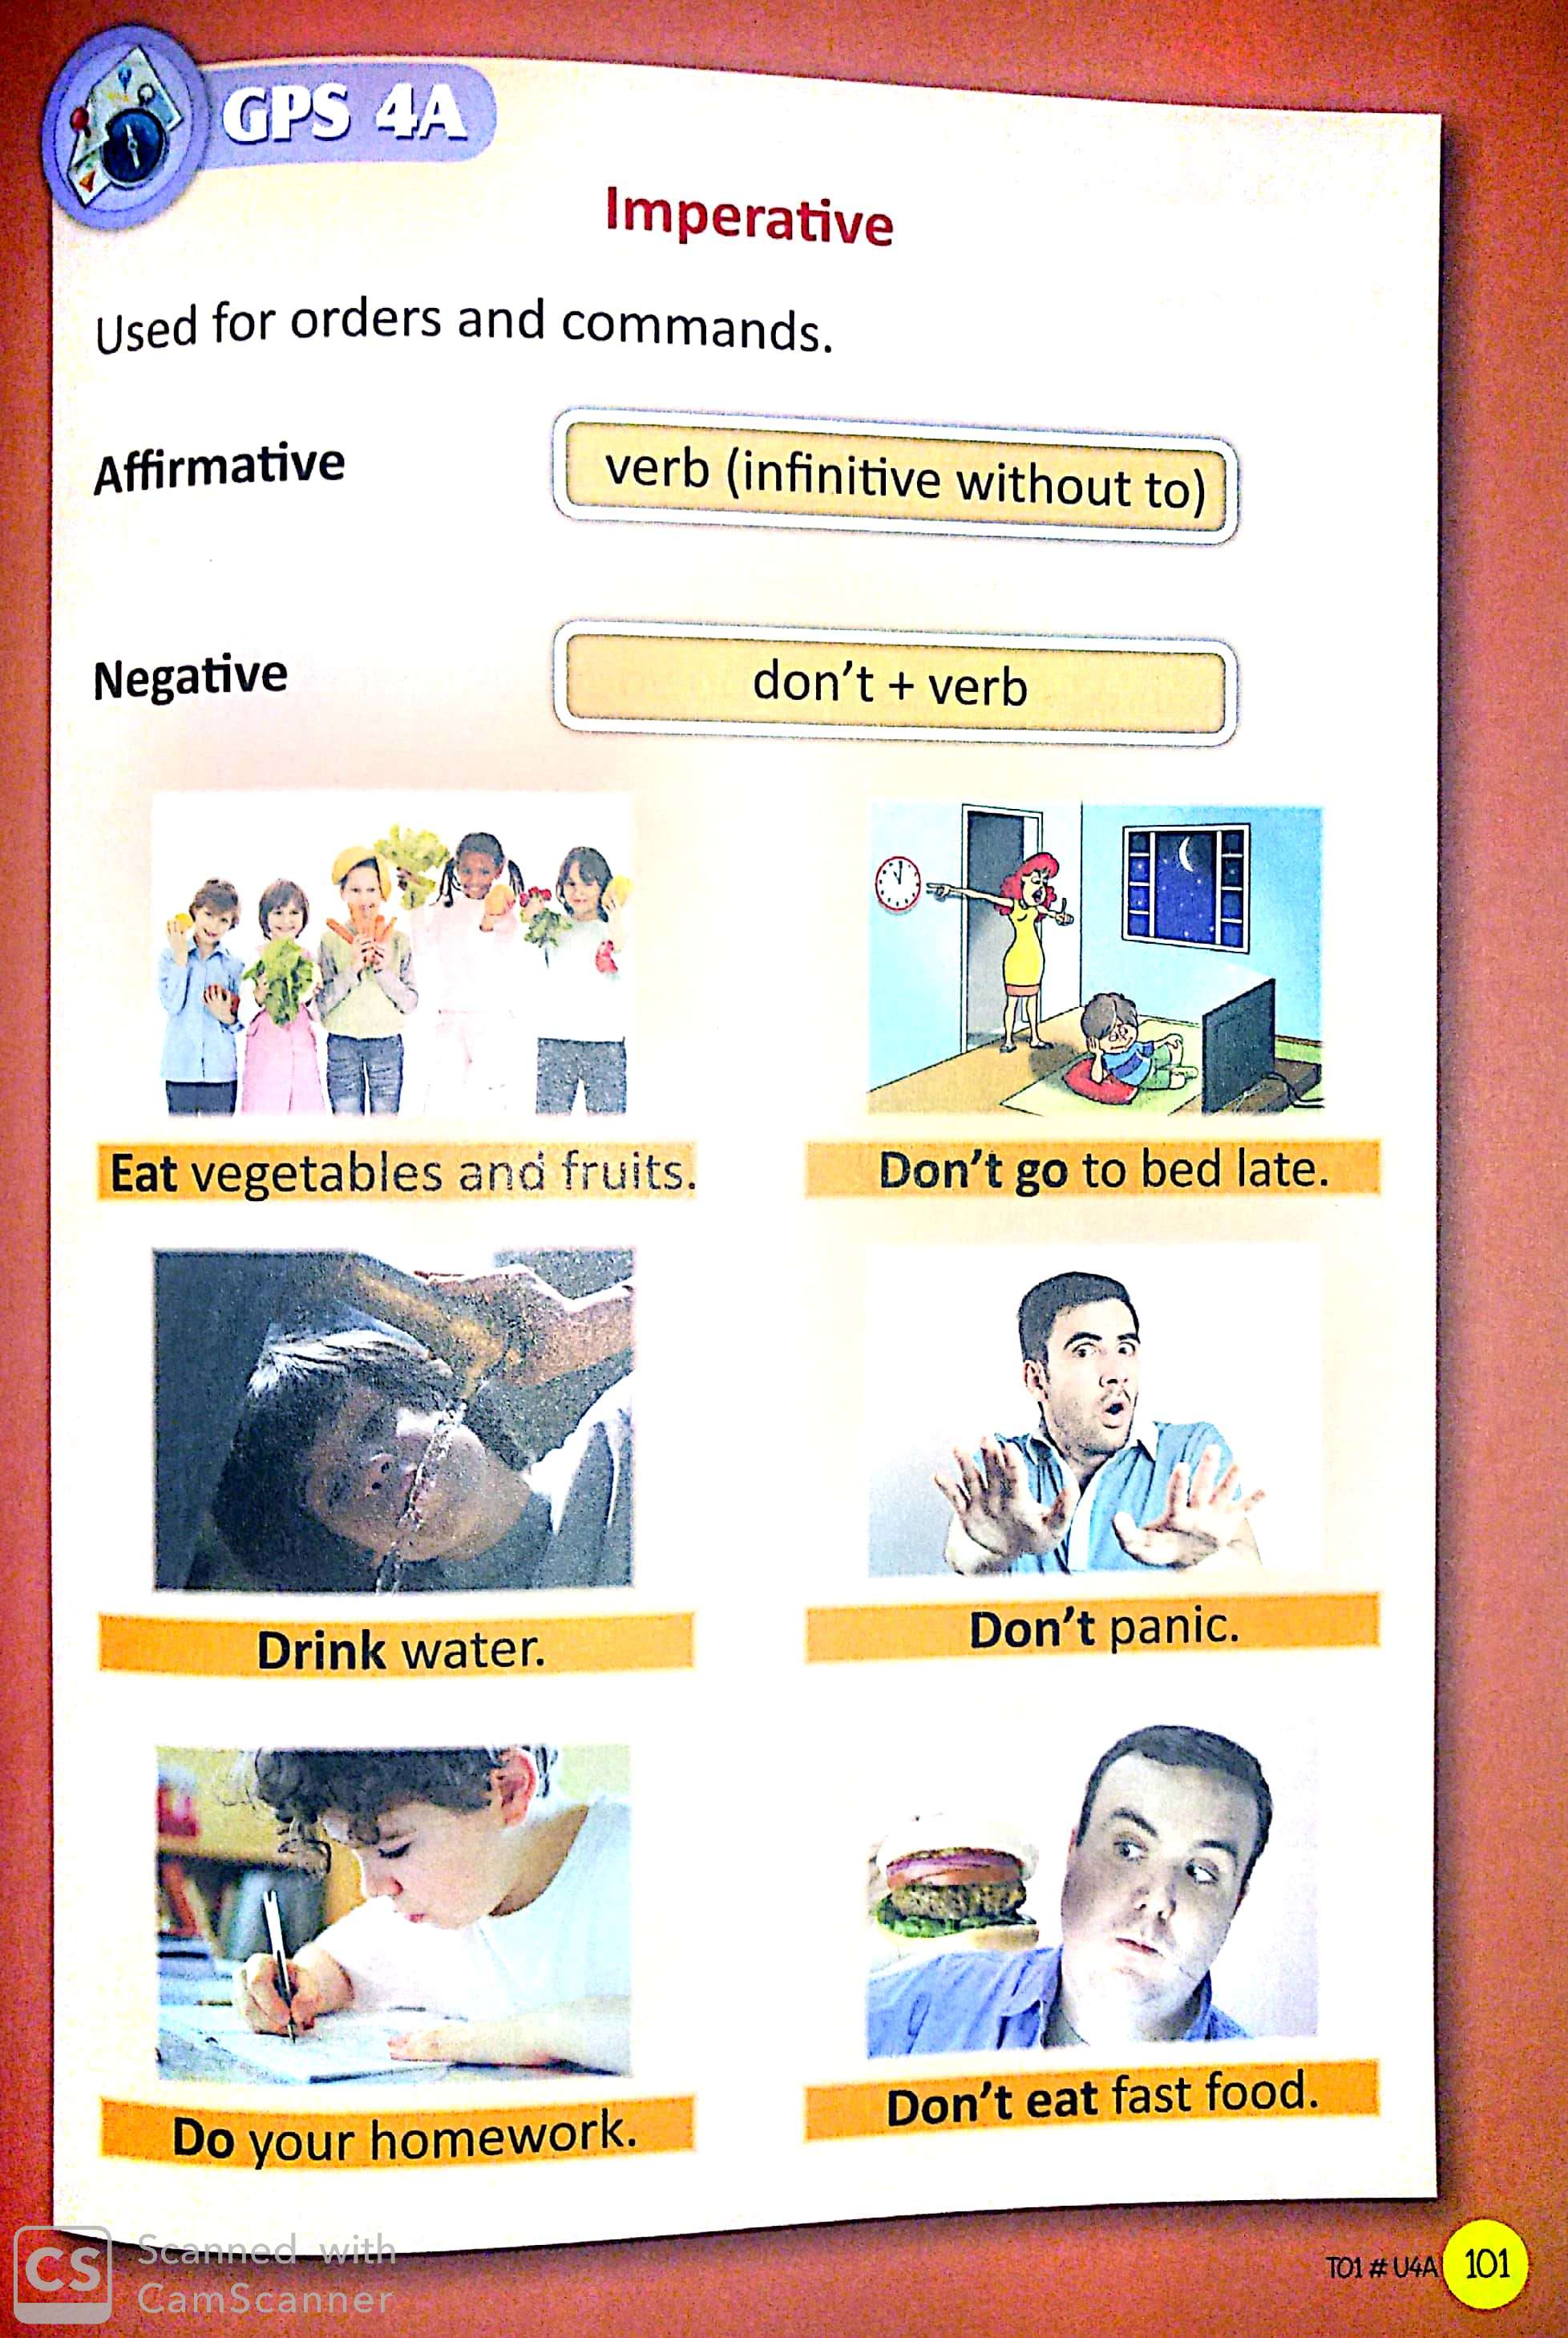 GPS 4A
Imperative
Used for orders and commands.
Affirmative
verb (infinitive without to)
Negative
don't + verb
Eat vegetables and fruits.
Don't go to bed late.
Drink water.
Don't panic.
Do your homework.
Don't eat fast food.
CS
Scanned with
CamScanner
T01 # U4A 101